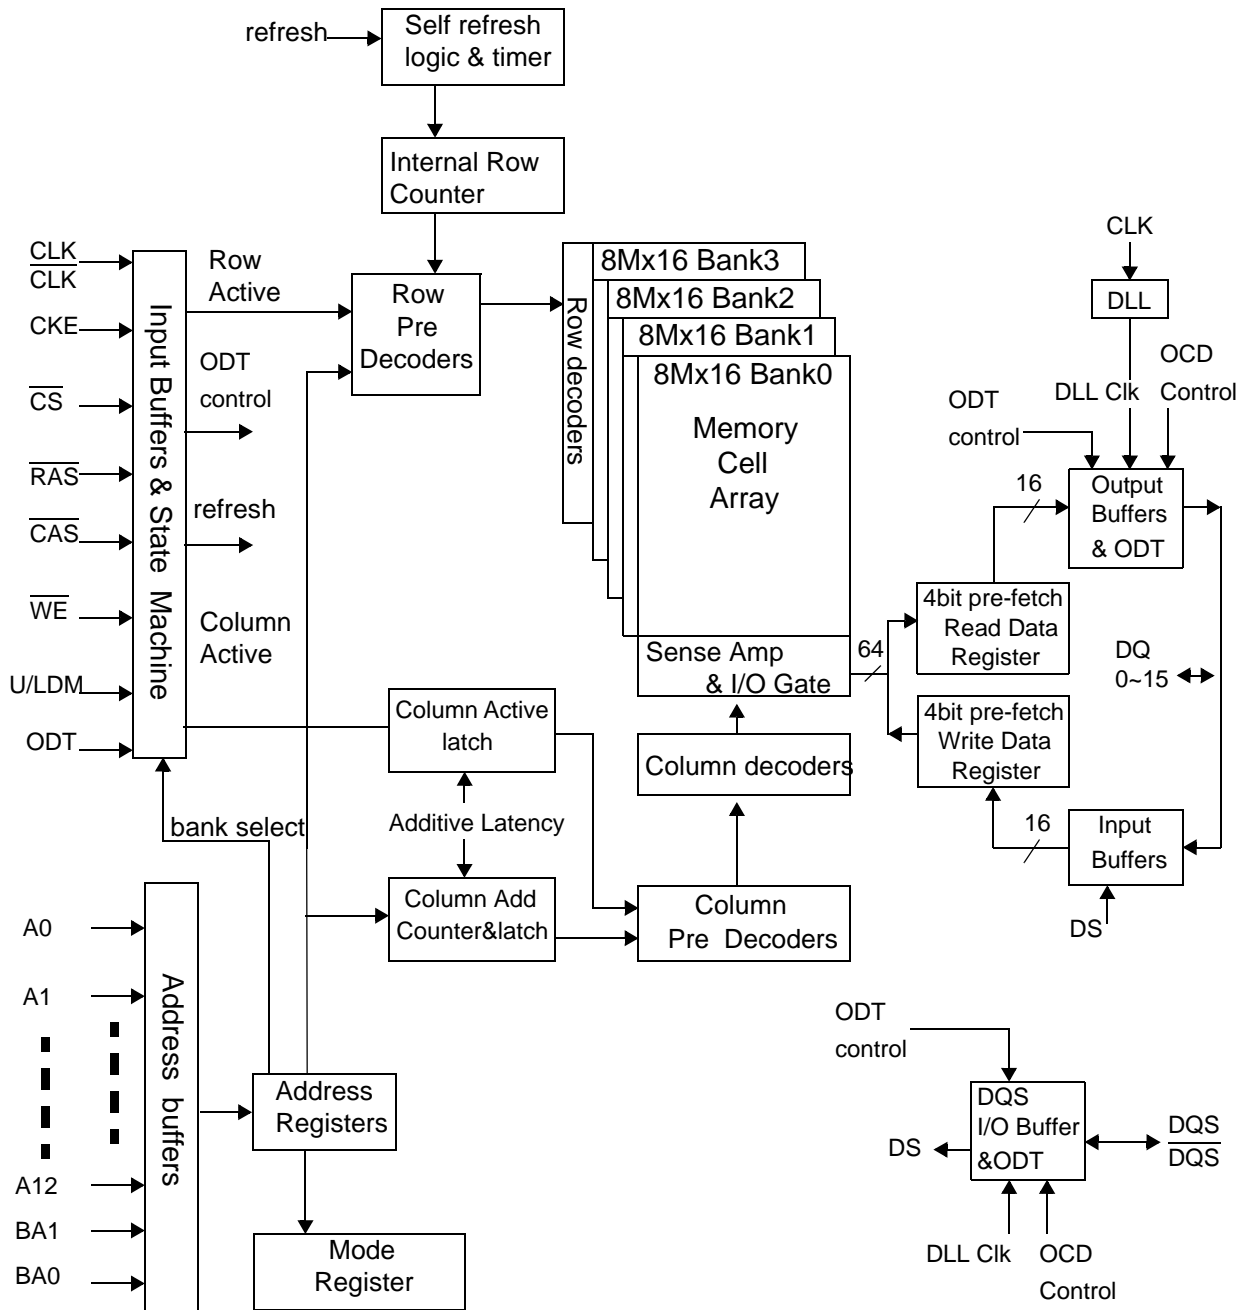 refresh
Self refresh
logic & timer
Internal Row
Counter
CLK
CLK
CKE
CS
RAS
CAS
WE
U/LDM
ODT
Input Buffers & State Machine
Row
Active
ODT
control
refresh
Column
Active
bank select
Row
Pre
Decoders
Row decoders
8Mx16 Bank3
8Mx16 Bank2
8Mx16 Bank1
8Mx16 Bank0
Memory
Cell
Array
Sense Amp
& I/O Gate
64
Column Active
latch
Additive Latency
Column Add
Counter&latch
Column decoders
Column
Pre Decoders
4bit pre-fetch
Read Data
Register
4bit pre-fetch
Write Data
Register
CLK
DLL
DLL Clk
OCD
Control
ODT
control
16
Output
Buffers
& ODT
DQ
0~15
16
Input
Buffers
DS
A0
A1
A12
BA1
BA0
Address buffers
Address
Registers
Mode
Register
ODT
control
DQS
I/O Buffer
&ODT
DS
DQS
DQS
DLL Clk
OCD
Control